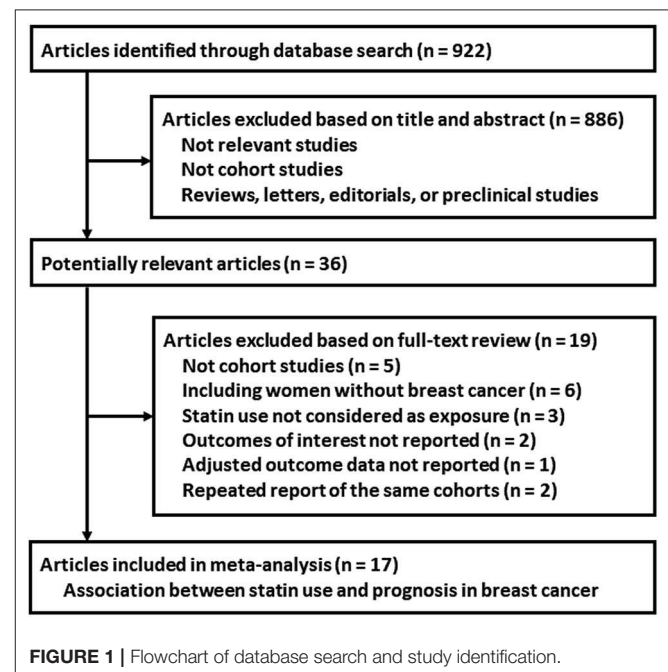 Articles identified through database search (n = 922)
Articles excluded based on title and abstract (n = 886)
Not relevant studies
Not cohort studies
Reviews, letters, editorials, or preclinical studies
Potentially relevant articles (n = 36)
Articles excluded based on full-text review (n = 19)
Not cohort studies (n = 5)
Including women without breast cancer (n = 6)
Statin use not considered as exposure (n = 3)
Outcomes of interest not reported (n = 2)
Adjusted outcome data not reported (n = 1)
Repeated report of the same cohorts (n = 2)
Articles included in meta-analysis (n = 17)
Association between statin use and prognosis in breast cancer
FIGURE 1 | Flowchart of database search and study identification.